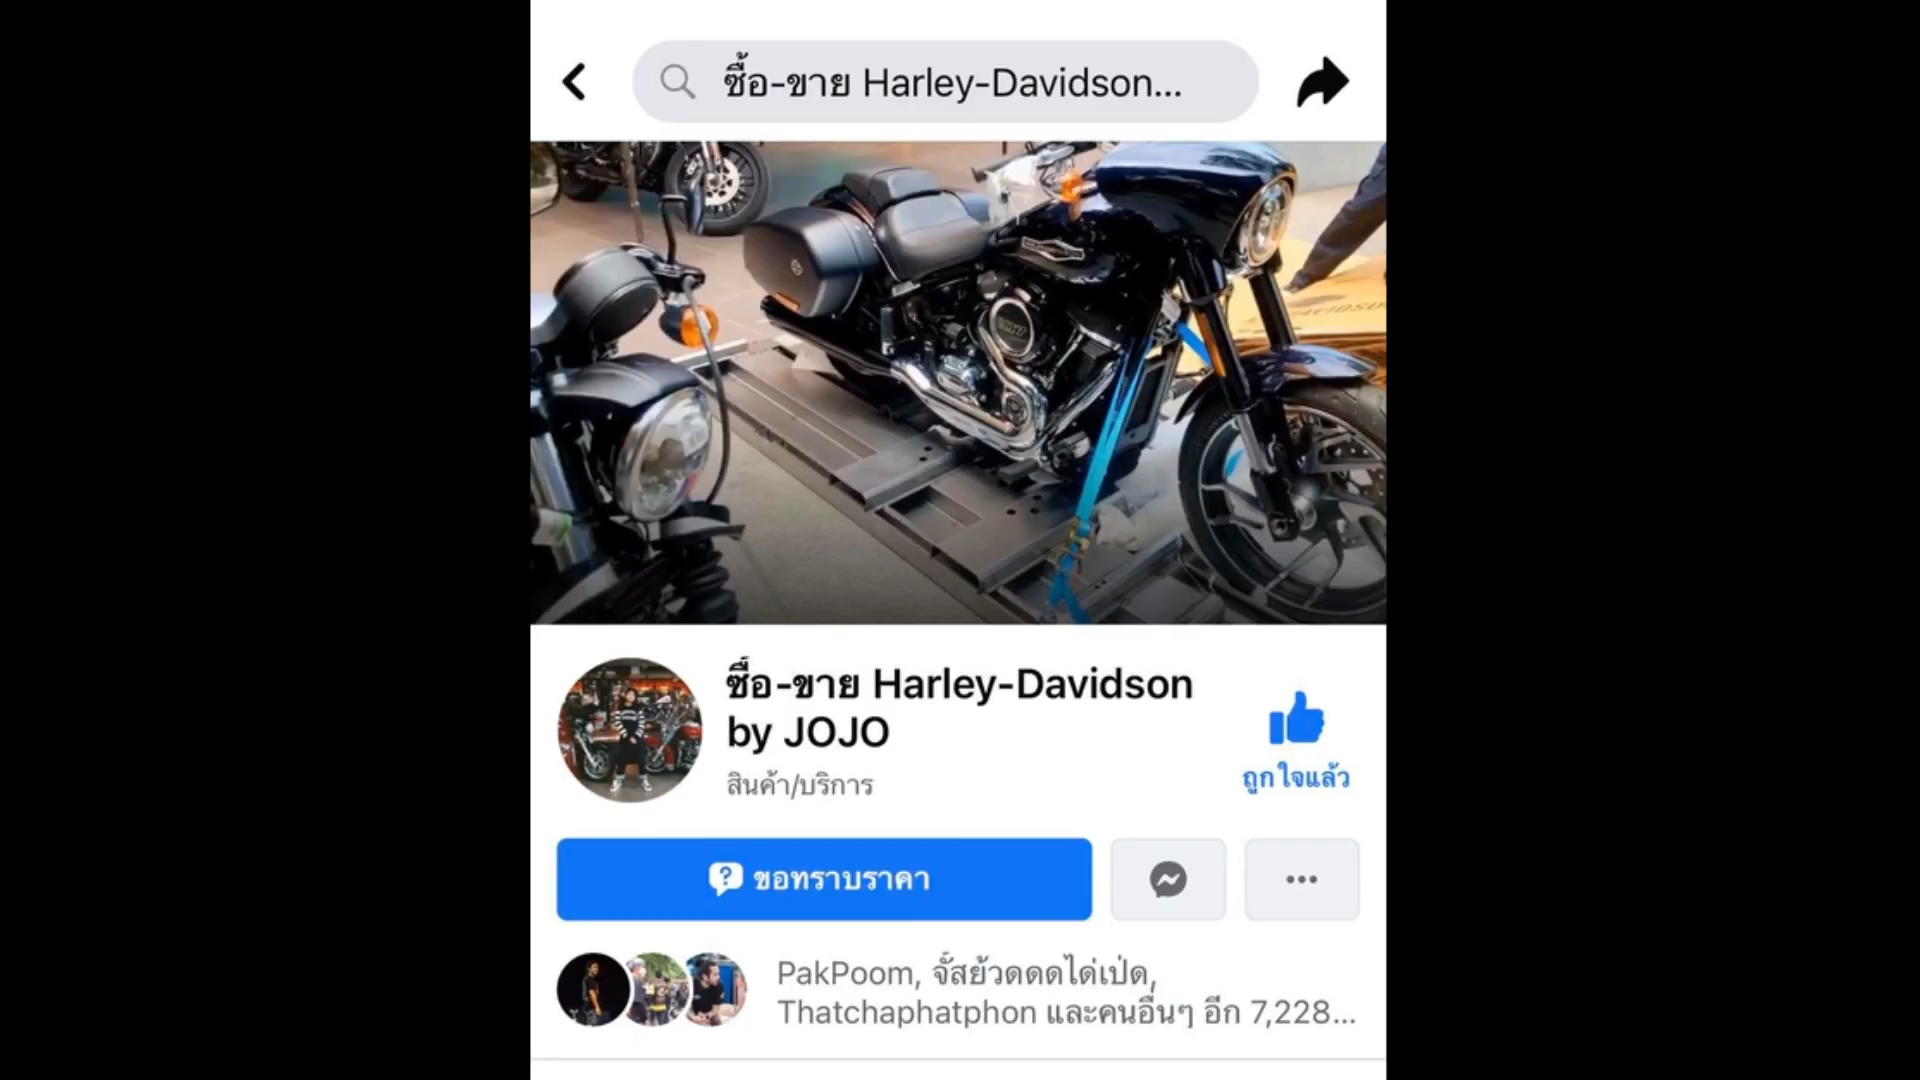 ซื้อ-ขาย Harley-Davidson...
ซื้อ-ขาย Harley-Davidson
by JOJO
สินค้า/บริการ
ถูกใจแล้ว
ขอทราบราคา
PakPoom, จั้สย้วดดดได่เป่ด,
Thatchaphatphon และคนอื่นๆ อีก 7,228...